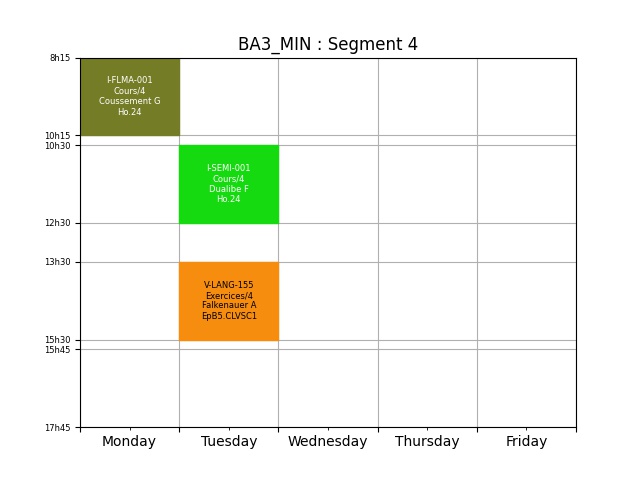 BA3_MIN : Segment 4
8h15
I-FLMA-001
Cours/4
Coussement G
Ho.24
10h15
10h30
I-SEMI-001
Cours/4
Dualibe F
Ho.24
12h30
13h30
V-LANG-155
Exercices/4
Falkenauer A
EpB5.CLVSC1
15h30
15h45
17h45
Monday Tuesday Wednesday Thursday Friday